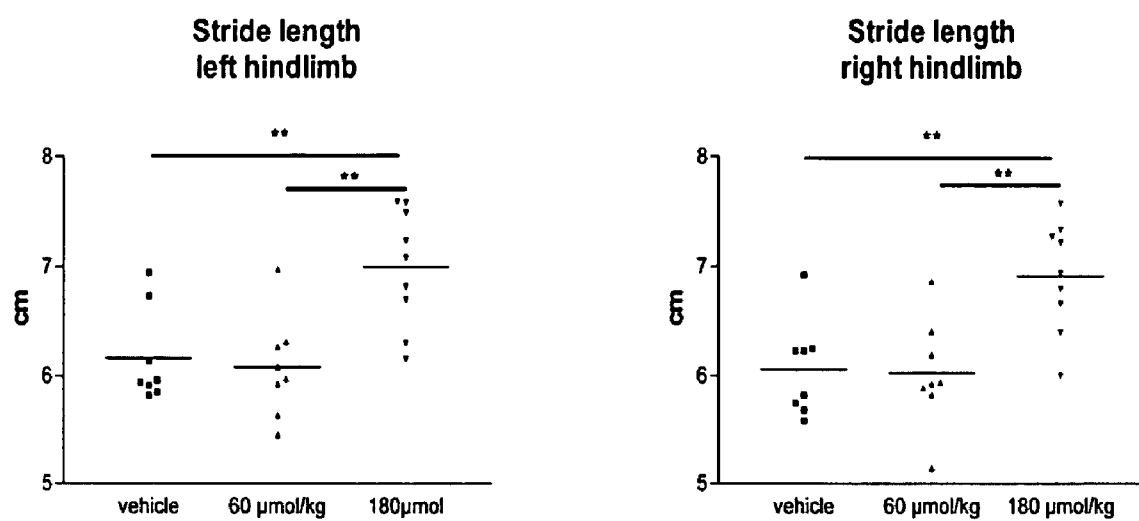 Stride length
left hindlimb
**
**
8
7
6
5
cm
vehicle 60 µmol/kg 180µmol
Stride length
right hindlimb
**
**
8
7
6
5
cm
vehicle 60 µmol/kg 180 µmol/kg